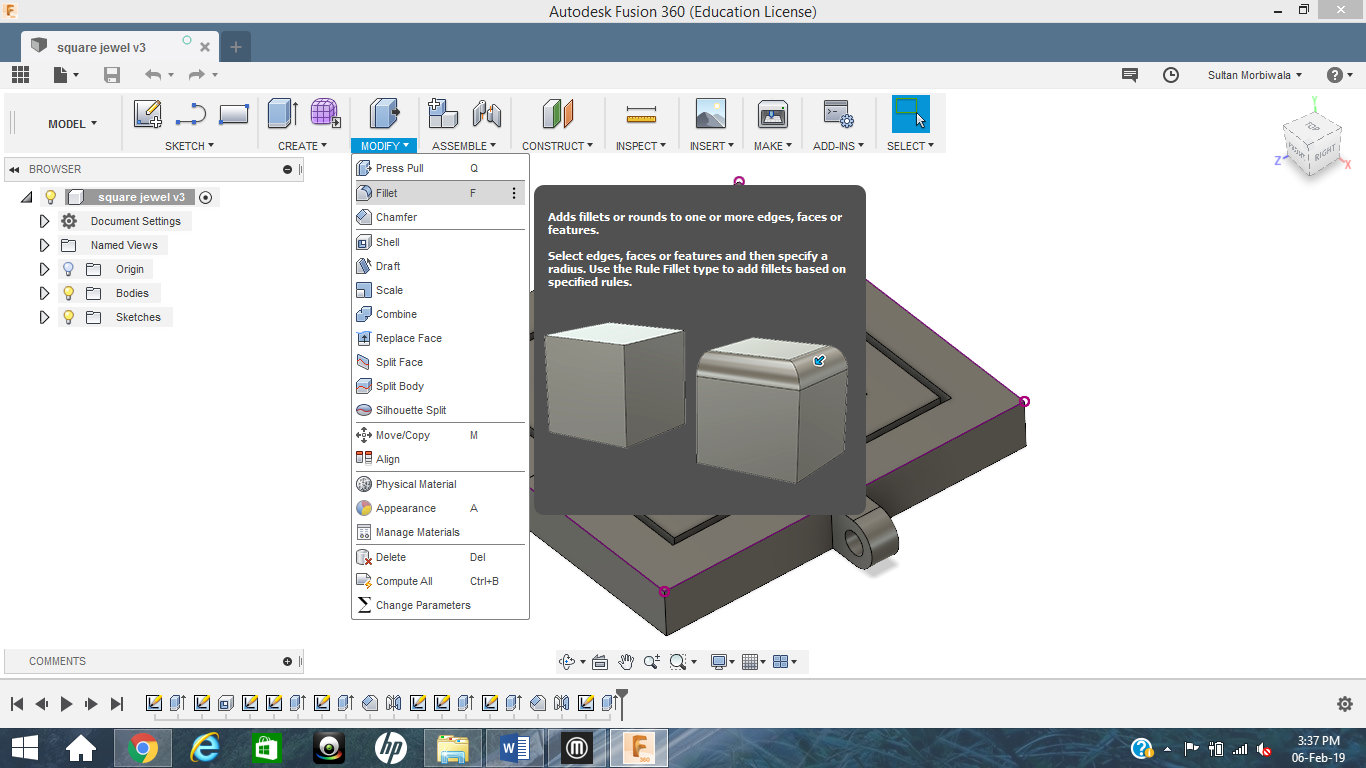 Autodesk Fusion 360 (Education License)
square jewel v3
Sultan Morbiwala
MODEL
SKETCH
CREATE
MODIFY
ASSEMBLE
CONSTRUCT
INSPECT
INSERT
MAKE
ADD-INS
SELECT
TOP
FRONT
RIGHT
Y
Z
X
BROWSER
square jewel v3
Document Settings
Named Views
Origin
Bodies
Sketches
Press Pull Q
Fillet F
Chamfer
Shell
Draft
Scale
Combine
Replace Face
Split Face
Split Body
Silhouette Split
Move/Copy M
Align
Physical Material
Appearance A
Manage Materials
Delete Del
Compute All Ctrl+B
Change Parameters
Adds fillets or rounds to one or more edges, faces or
features.
Select edges, faces or features and then specify a
radius. Use the Rule Fillet type to add fillets based on
specified rules.
COMMENTS
3:37 PM
06-Feb-19